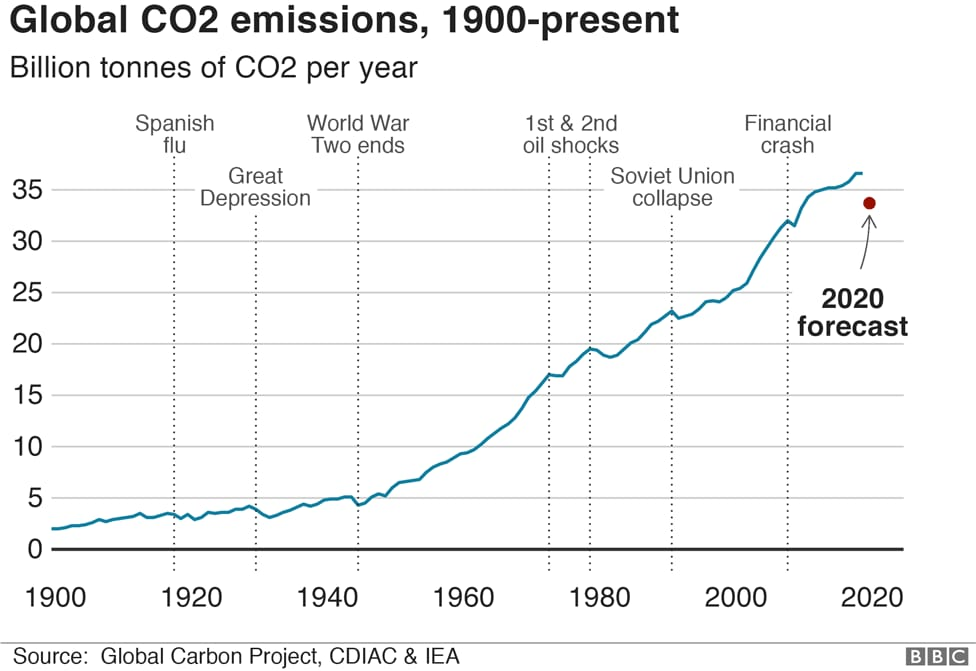 Global CO2 emissions, 1900-present
Billion tonnes of CO2 per year
Spanish
flu
World War
Two ends
1st & 2nd
oil shocks
Financial
crash
Great
Depression
Soviet Union
collapse
35
30
25
20
15
10
5
0
2020
forecast
1900 1920 1940 1960 1980 2000 2020
Source: Global Carbon Project, CDIAC & IEA
BBC